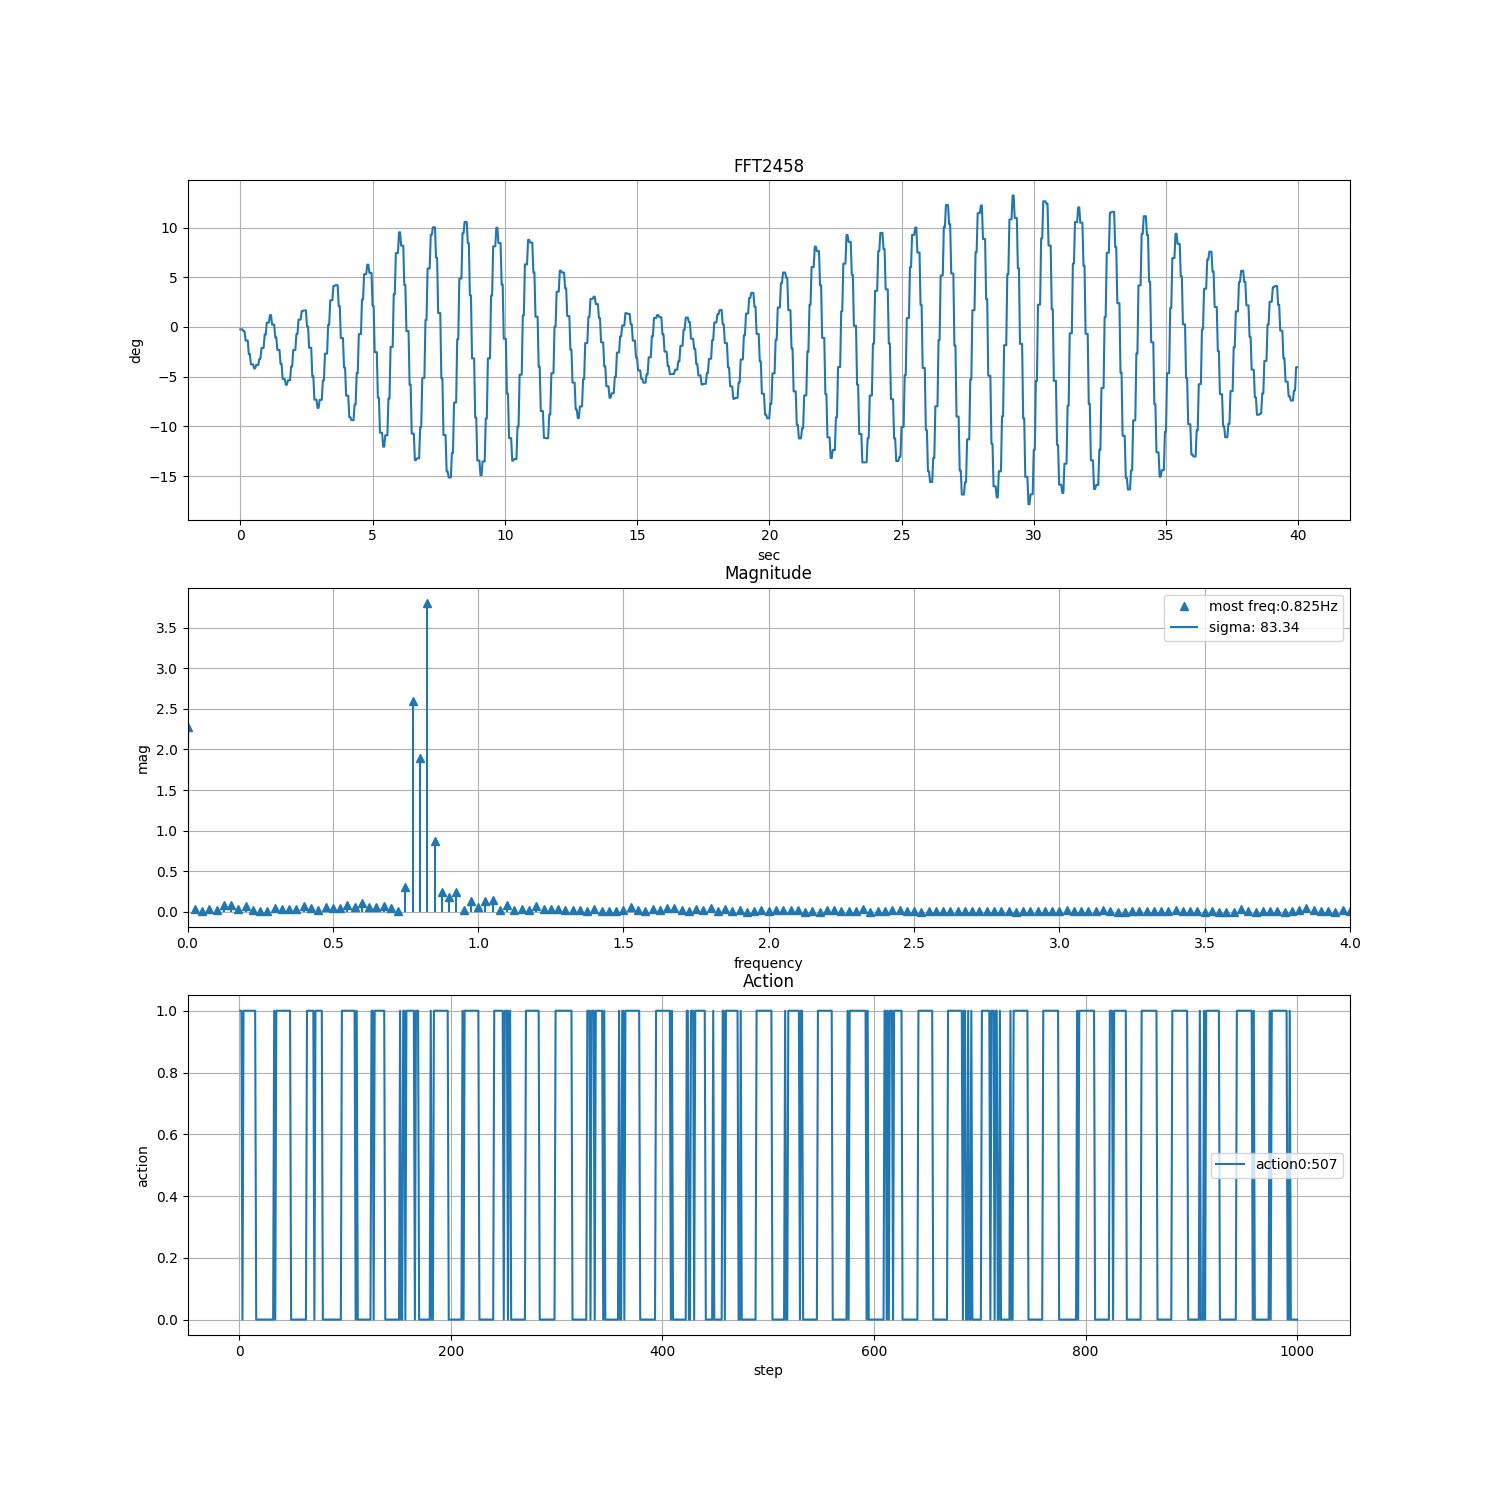 FFT2458
deg
10
5
0
−5
−10
−15
0 5 10 15 20 25 30 35 40
sec
Magnitude
mag
3.5
3.0
2.5
2.0
1.5
1.0
0.5
0.0
most freq:0.825Hz
sigma: 83.34
0.0 0.5 1.0 1.5 2.0 2.5 3.0 3.5 4.0
frequency
Action
action
1.0
0.8
0.6
0.4
0.2
0.0
action0:507
0 200 400 600 800 1000
step